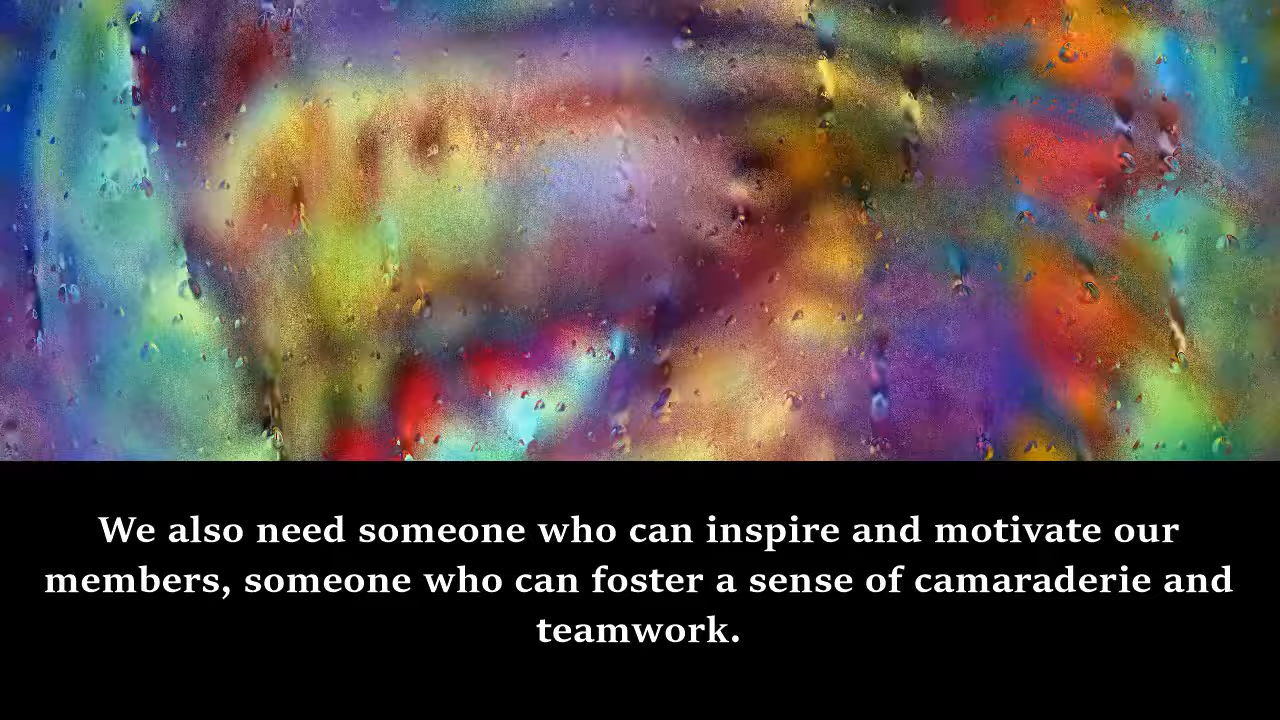 We also need someone who can inspire and motivate our
members, someone who can foster a sense of camaraderie and
teamwork.